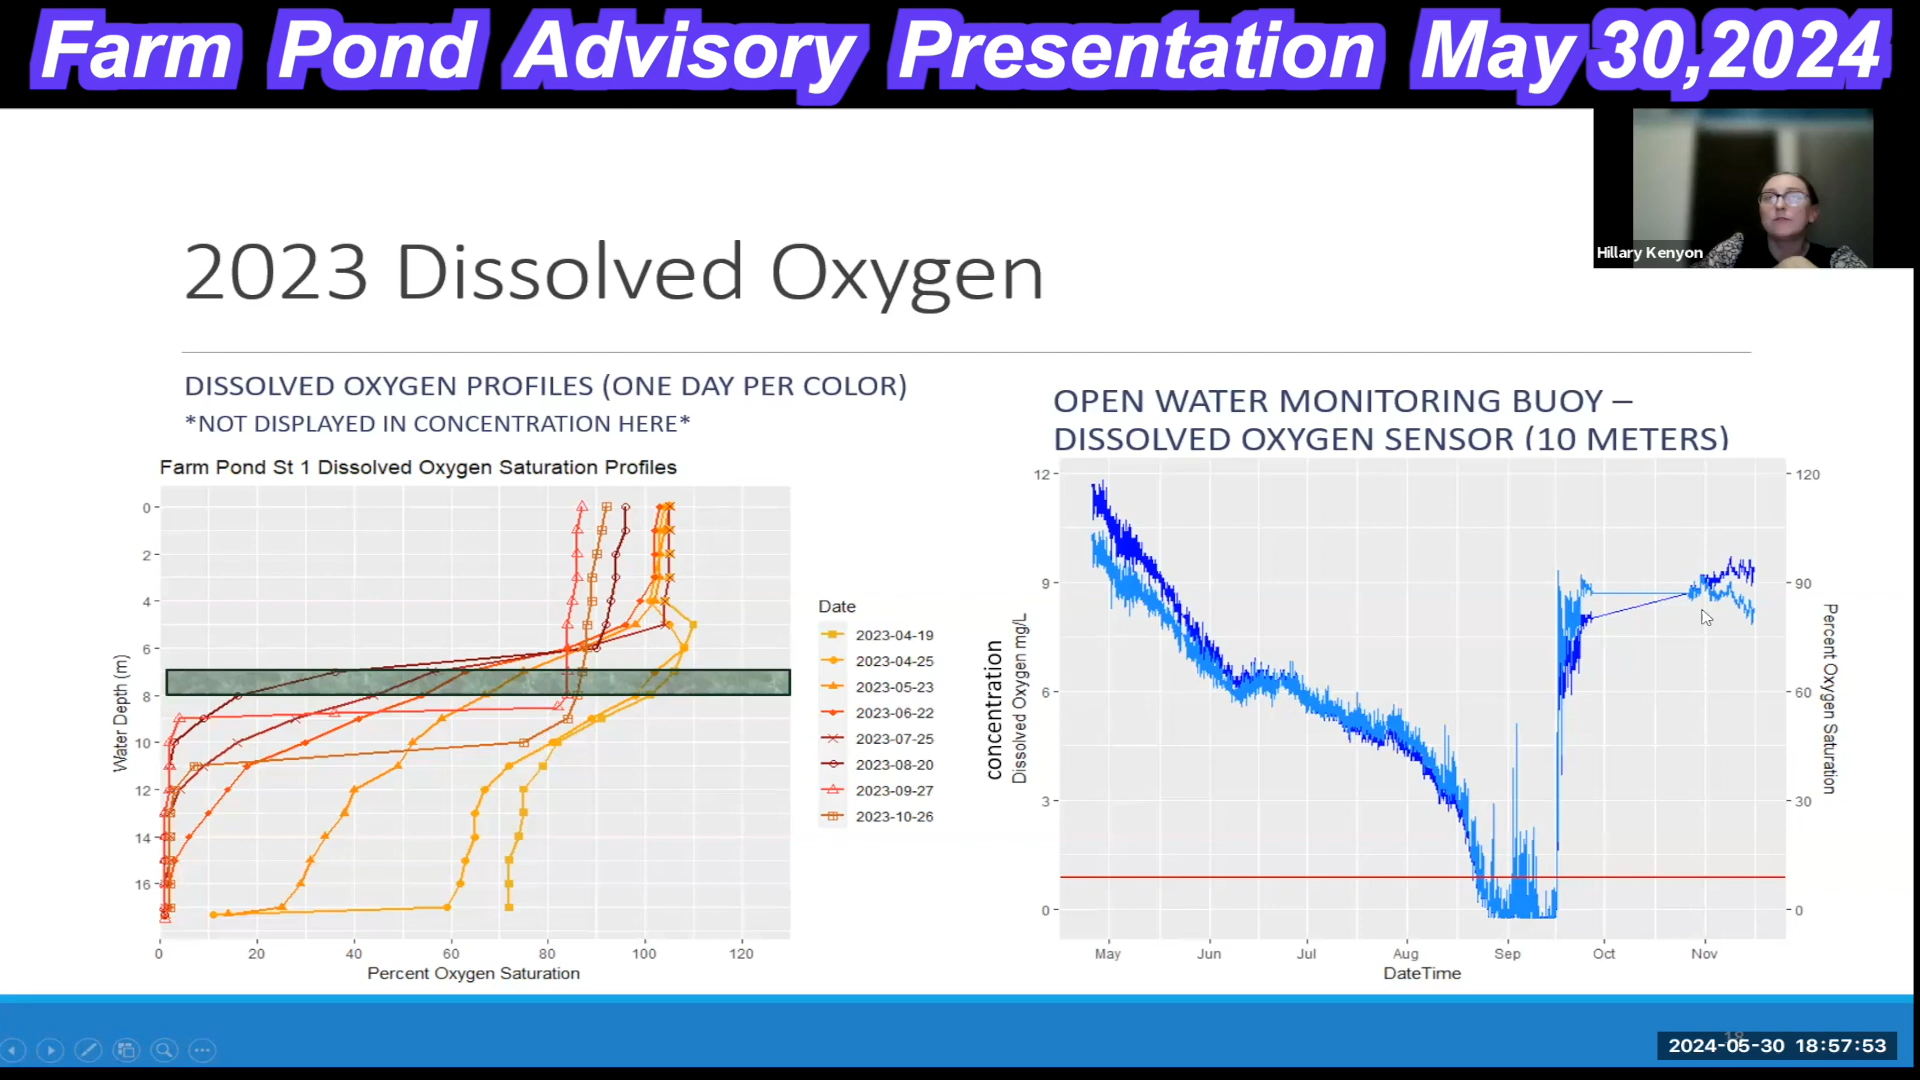 Farm Pond Advisory Presentation May 30,2024
Hillary Kenyon
2023 Dissolved Oxygen
DISSOLVED OXYGEN PROFILES (ONE DAY PER COLOR)
*NOT DISPLAYED IN CONCENTRATION HERE*
Farm Pond St 1 Dissolved Oxygen Saturation Profiles
0
2
4
6
8
10
12
14
16
Water Depth (m)
0 20 40 60 80 100 120
Percent Oxygen Saturation
Date
2023-04-19
2023-04-25
2023-05-23
2023-06-22
2023-07-25
2023-08-20
2023-09-27
2023-10-26
OPEN WATER MONITORING BUOY –
DISSOLVED OXYGEN SENSOR (10 METERS)
concentration
Dissolved Oxygen mg/L
12
9
6
3
0
120
90
60
30
0
Percent Oxygen Saturation
May Jun Jul Aug Sep Oct Nov
DateTime
2024-05-30 18:57:53